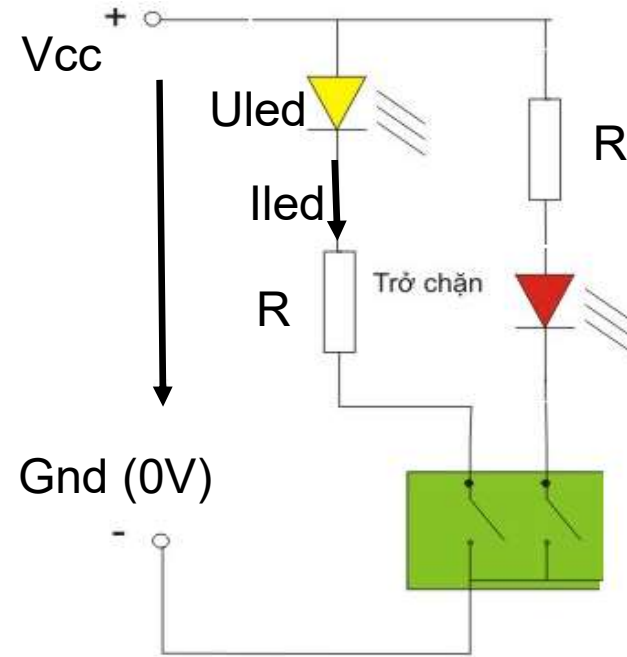 +
Vcc
Uled
R
Iled
Trở chặn
R
Gnd (0V)
-